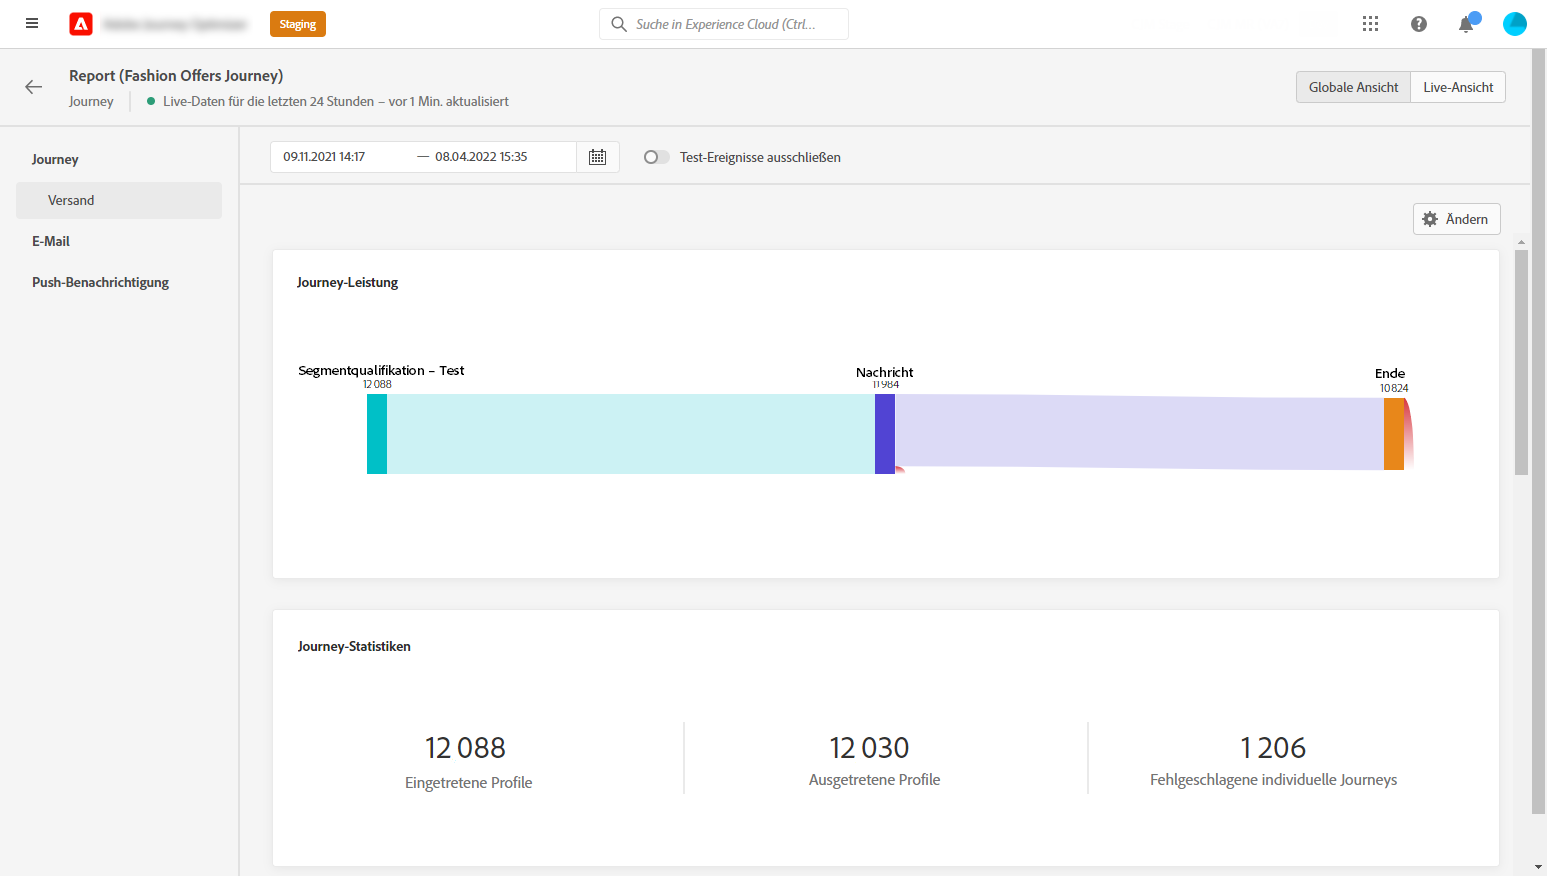 Staging
Suche in Experience Cloud (Ctrl...
Report (Fashion Offers Journey)
Journey
Live-Daten für die letzten 24 Stunden – vor 1 Min. aktualisiert
Globale Ansicht
Live-Ansicht
Journey
Versand
E-Mail
Push-Benachrichtigung
09.11.2021 14:17 — 08.04.2022 15:35
Test-Ereignisse ausschließen
Ändern
Journey-Leistung
Segmentqualifikation – Test
12 088
Nachricht
11 984
Ende
10 824
Journey-Statistiken
12 088
Eingetretene Profile
12 030
Ausgetretene Profile
1 206
Fehlgeschlagene individuelle Journeys